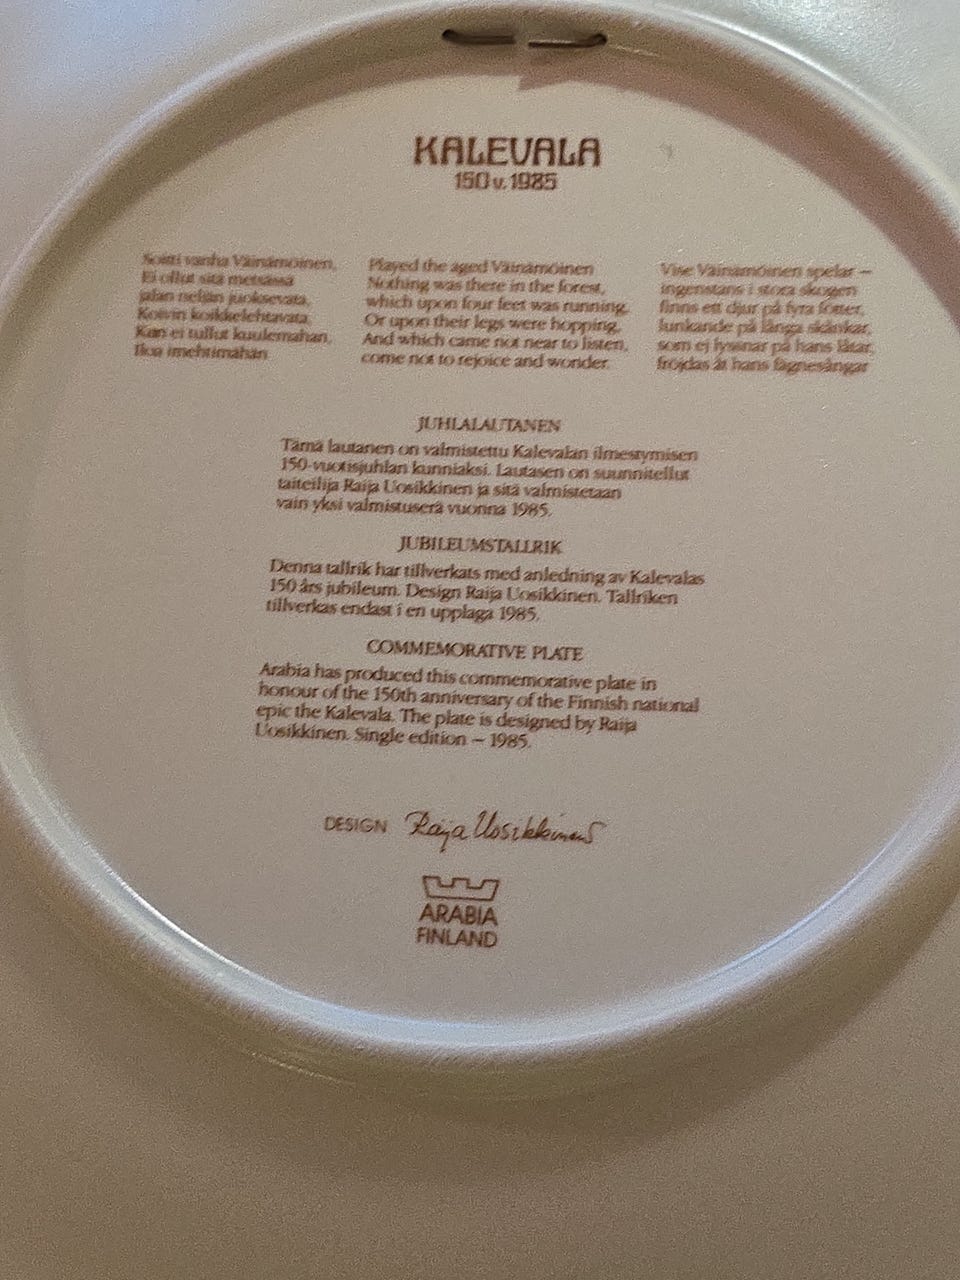 KALEVALA
150 v. 1985
Soitti vanha Väinämöinen,
Ei ollut sitä metsässä
jalan neljän juoksevata,
Koivin koikkelehtavata,
Kun ei tullut kuulemahan,
Iloa imehtimähän
Played the aged Väinämöinen
Nothing was there in the forest,
which upon four feet was running,
Or upon their legs were hopping,
And which came not near to listen,
come not to rejoice and wonder.
Vise Väinämöinen spelar –
ingenstans i stora skogen
finns ett djur på fyra fötter,
lunkande på långa skånkar,
som ej lyssnar på hans låtar,
fröjdas åt hans fägnesångar
JUHLALAUTANEN
Tämä lautanen on valmistettu Kalevalan ilmestymisen
150-vuotisjuhlan kunniaksi. Lautasen on suunnitellut
taiteilija Raija Uosikkinen ja sitä valmistetaan
vain yksi valmistuserä vuonna 1985.
JUBILEUMSTALLRIK
Denna tallrik har tillverkats med anledning av Kalevalas
150 års jubileum. Design Raija Uosikkinen. Tallriken
tillverkas endast i en upplaga 1985.
COMMEMORATIVE PLATE
Arabia has produced this commemorative plate in
honour of the 150th anniversary of the Finnish national
epic the Kalevala. The plate is designed by Raija
Uosikkinen. Single edition – 1985.
DESIGN Raija Uosikkinen
ARABIA
FINLAND